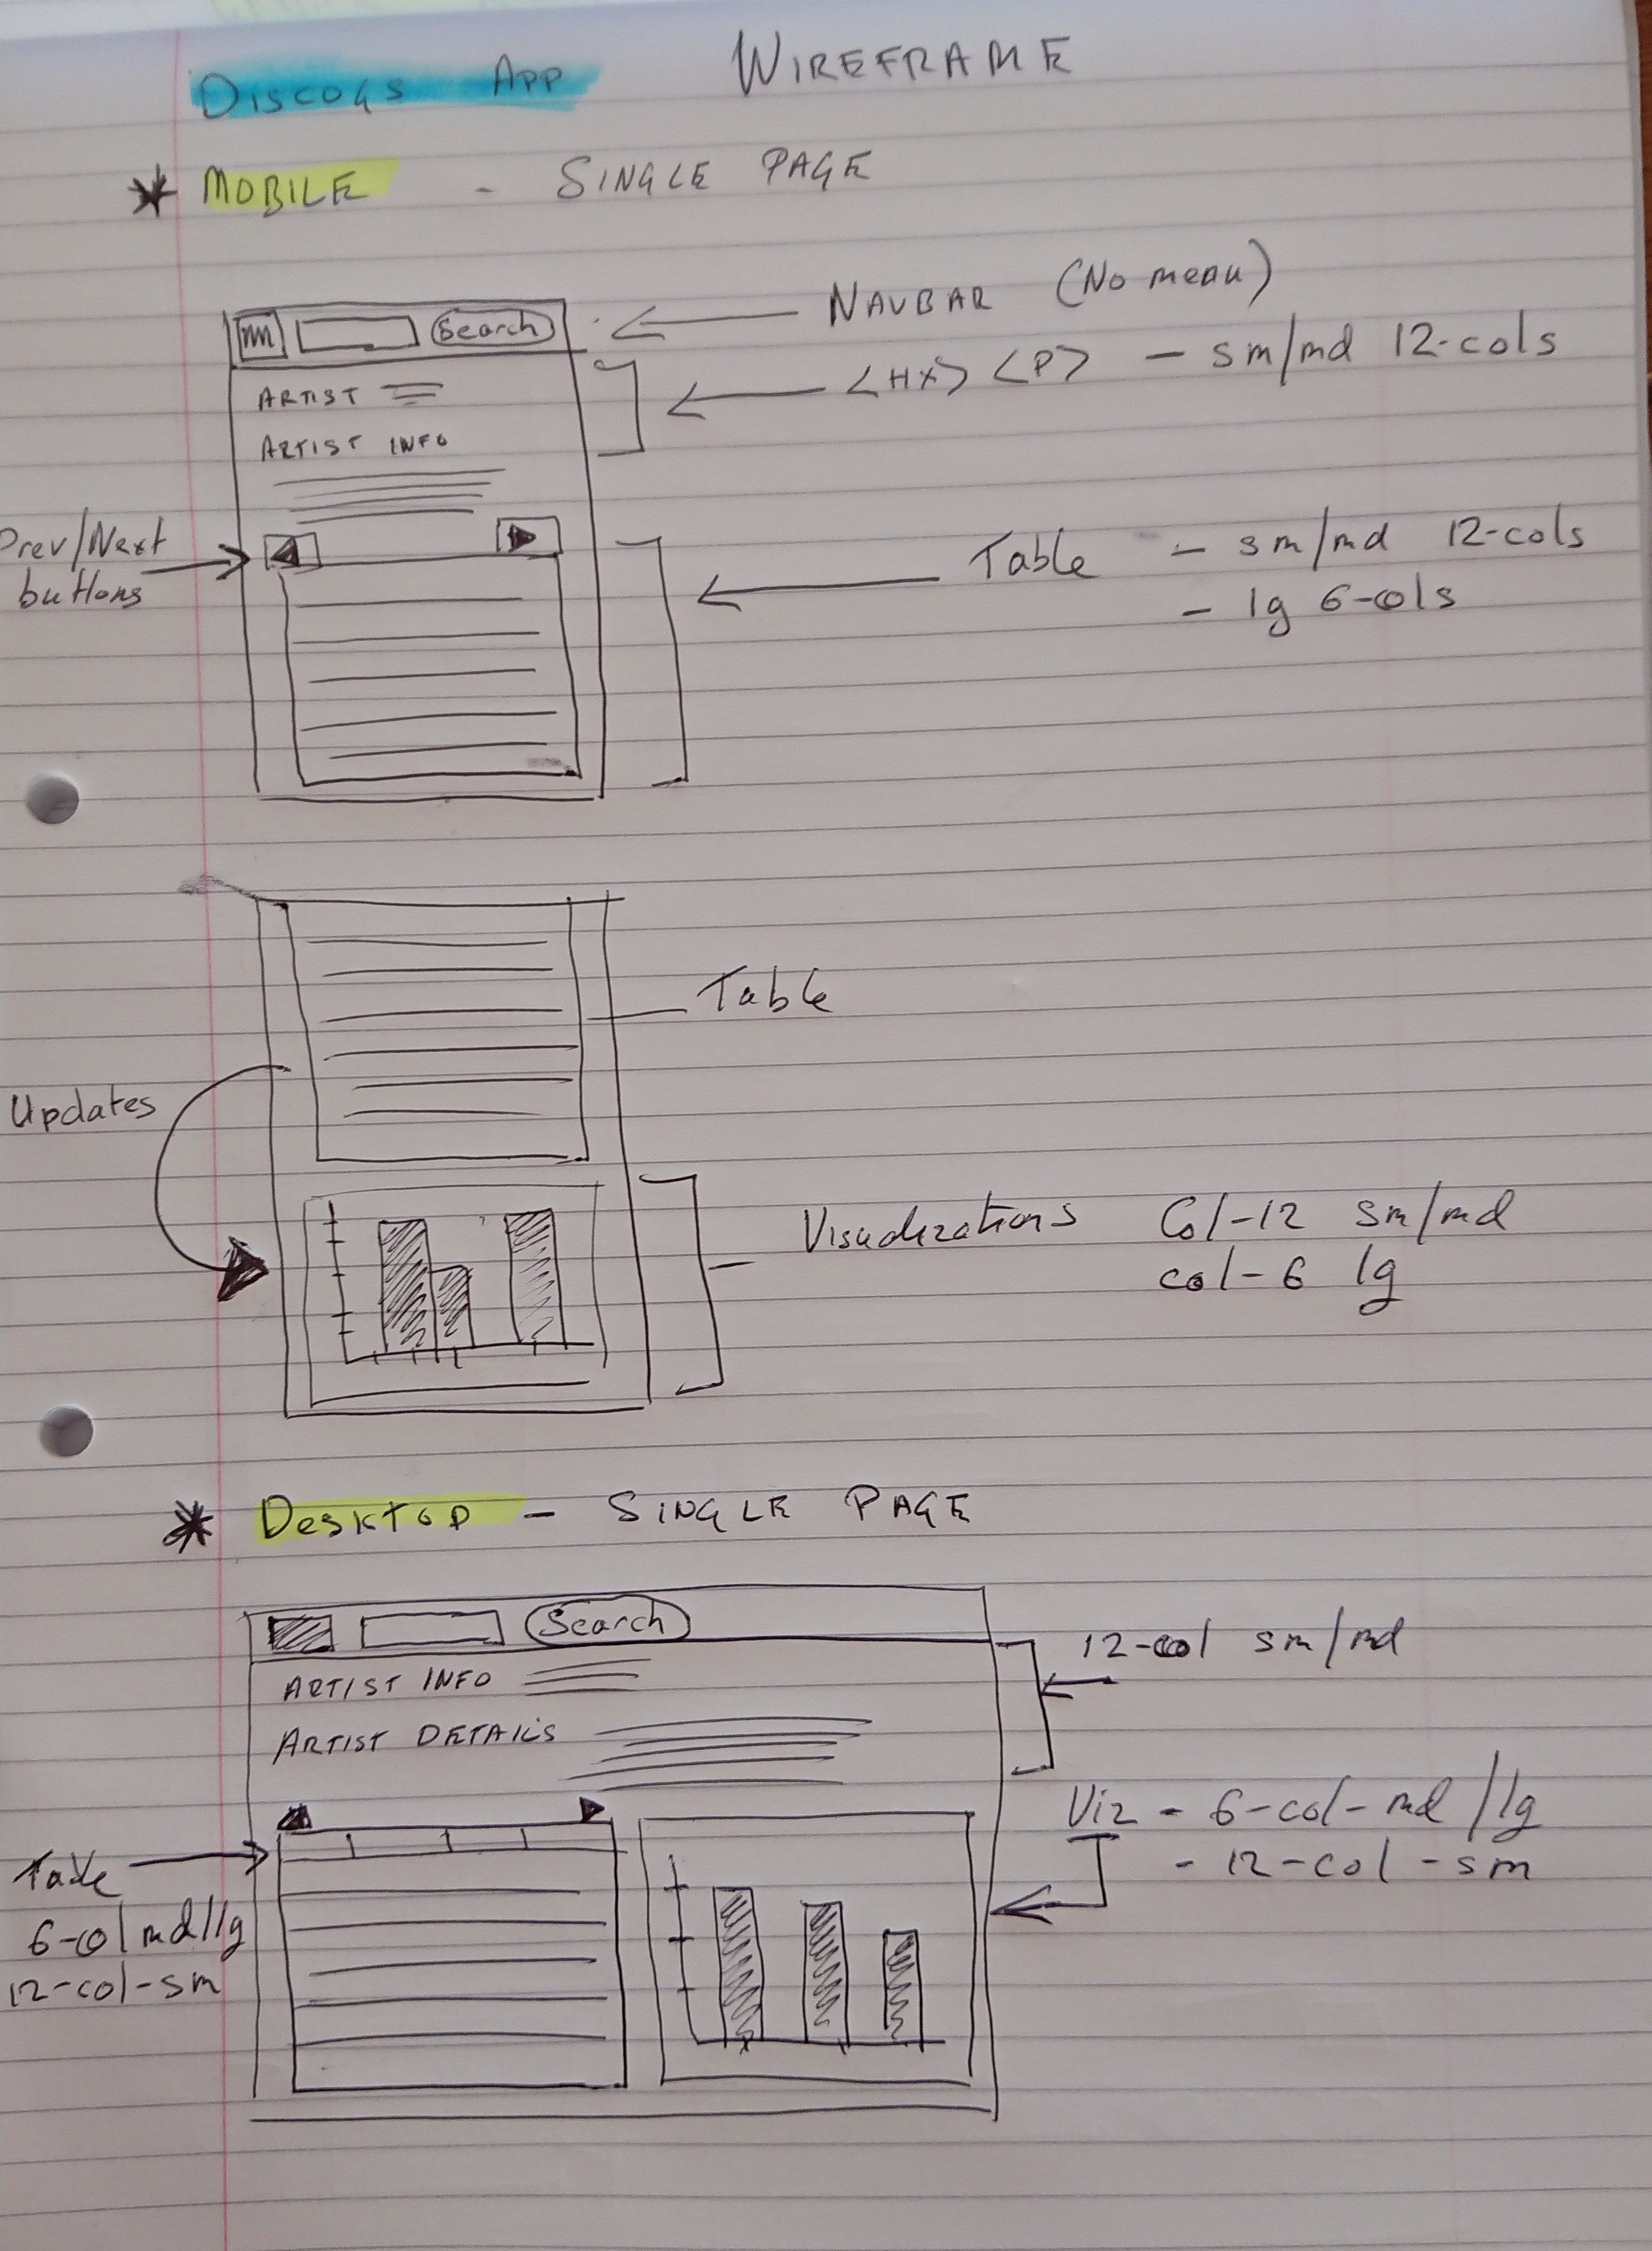 DISCOGS APP WIREFRAME
* MOBILE - SINGLE PAGE
Search
NAVBAR (No menu)
ARTIST
<HX> <P> - sm/md 12-cols
ARTIST INFO
Prev/Next
buttons
Table - sm/md 12-cols
- lg 6-cols
Table
Updates
Visualizations Col-12 sm/md
col-6 lg
* DESKTOP - SINGLE PAGE
Search
12-col sm/md
ARTIST INFO
ARTIST DETAILS
Viz - 6-col-md/lg
- 12-col-sm
Table
6-col md/lg
12-col-sm